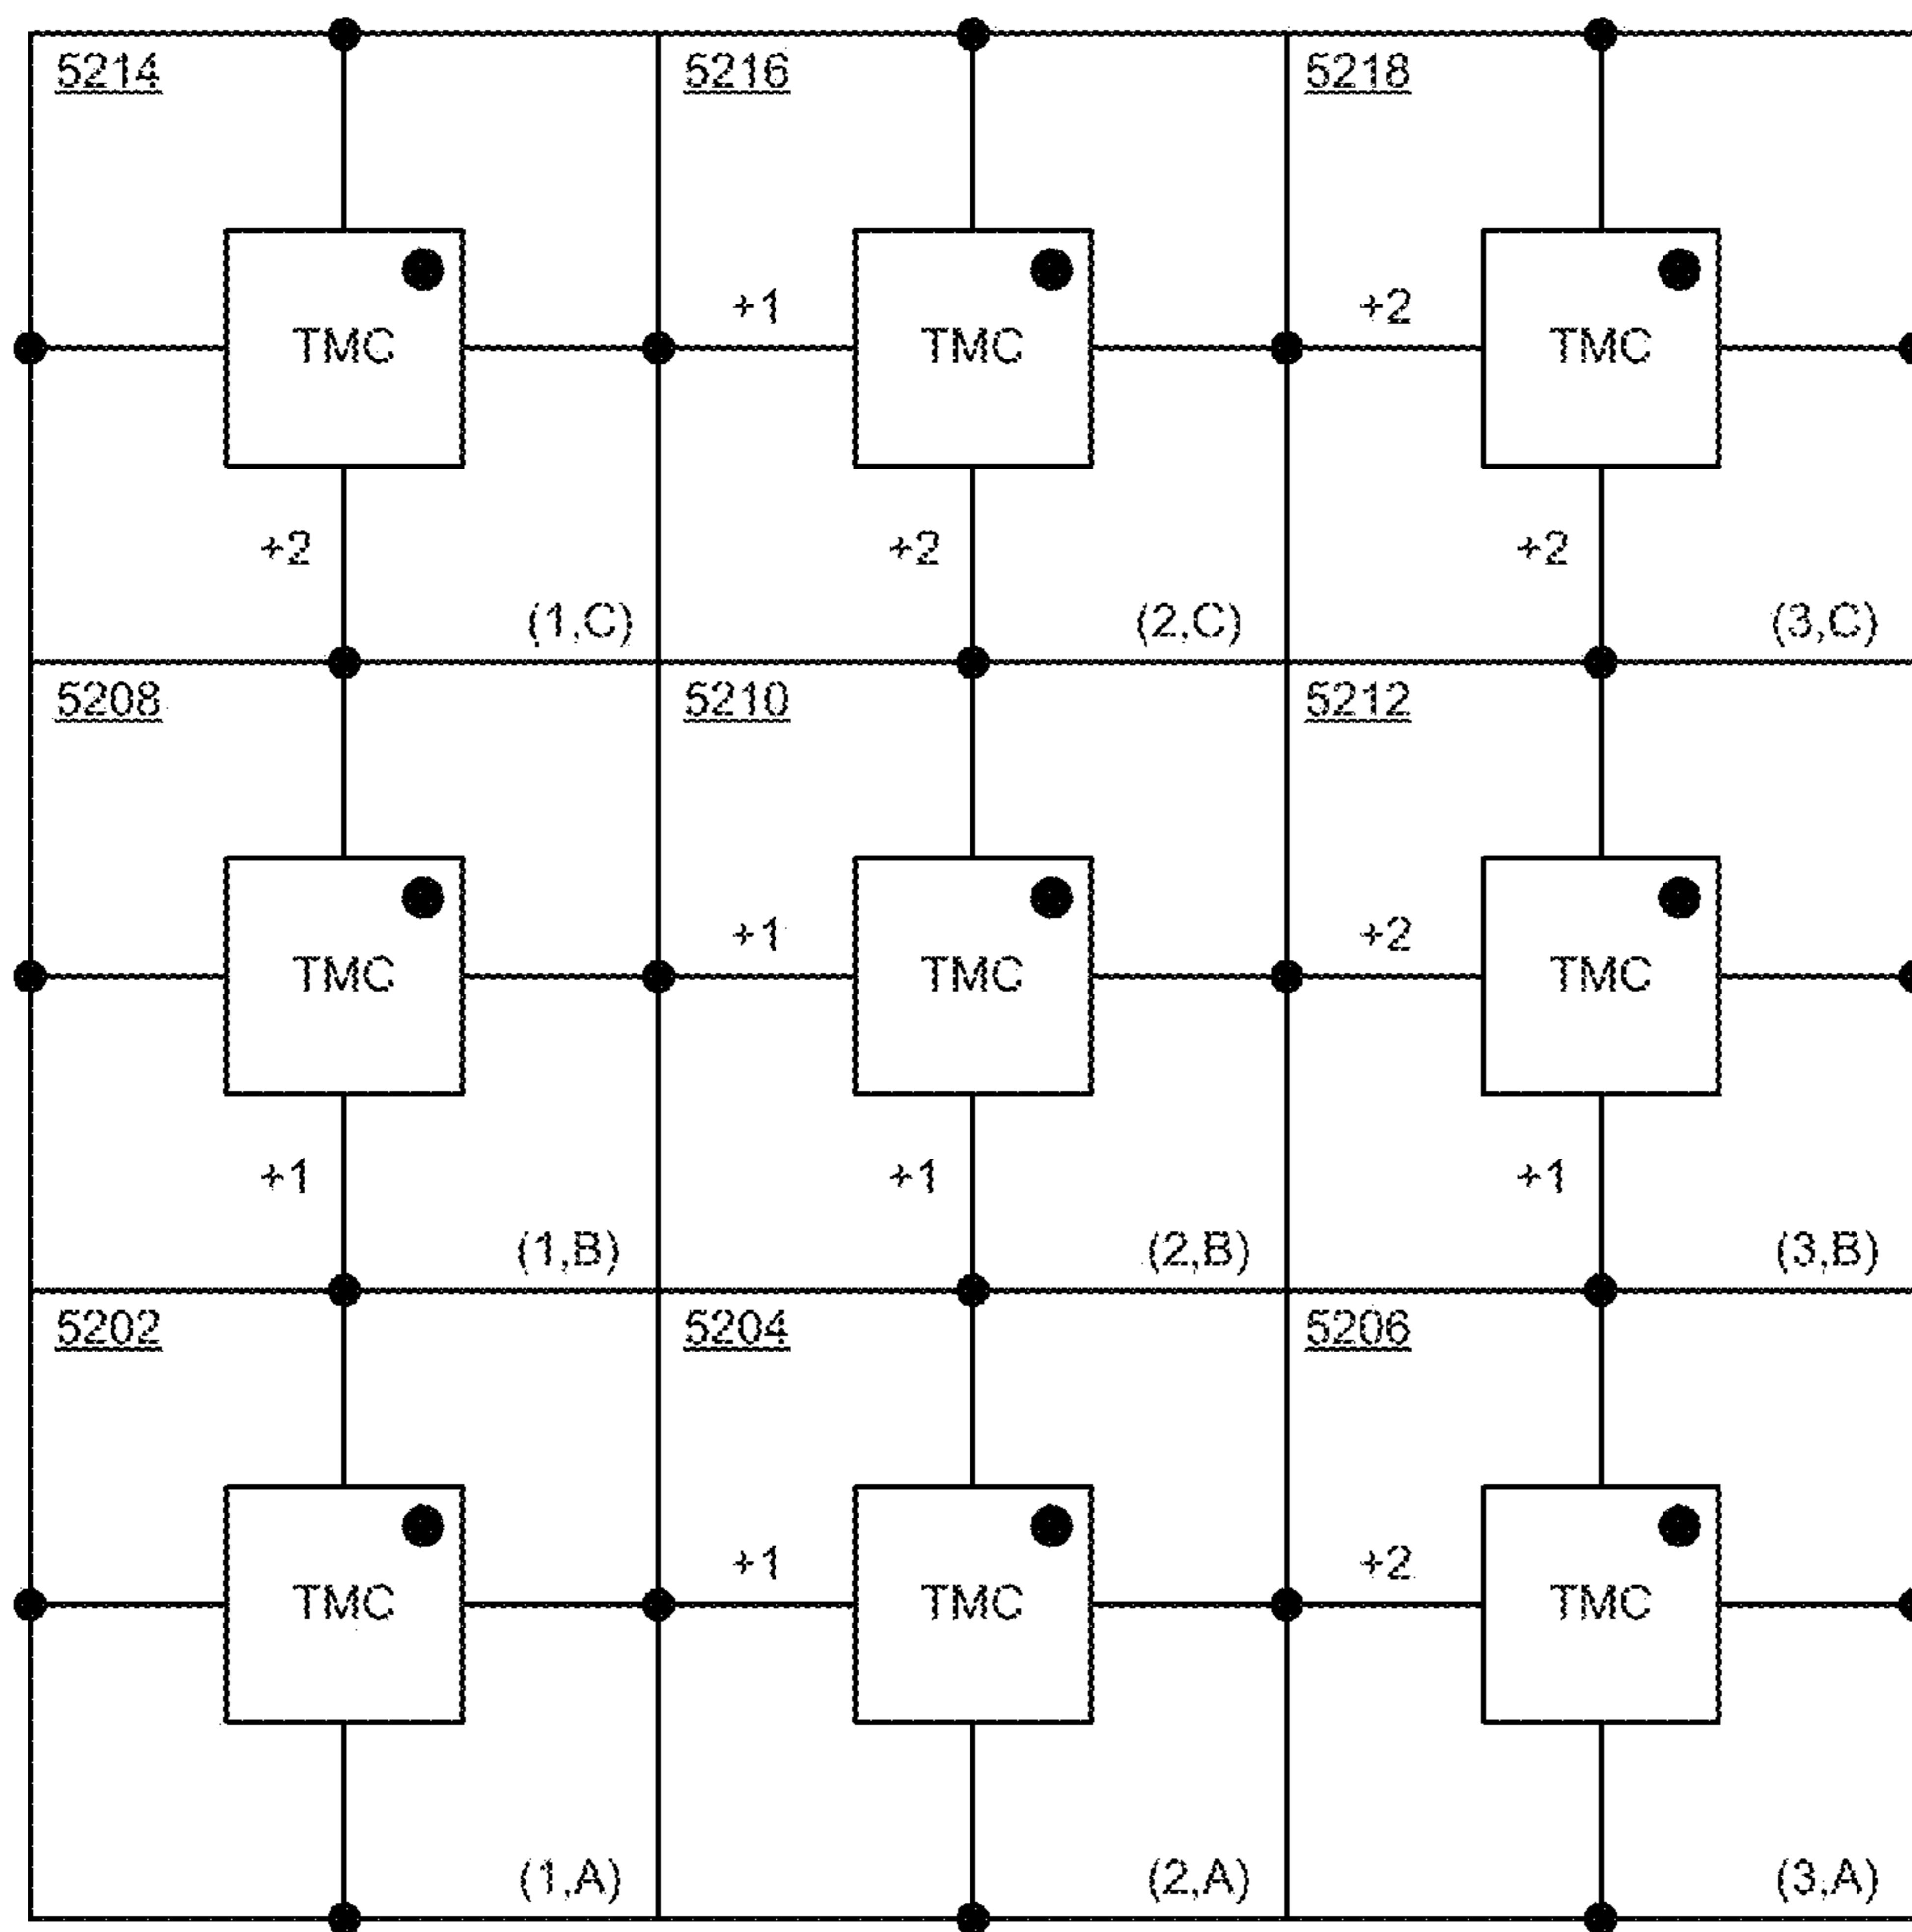 5214 5216 5218
+1 +2
TMC TMC TMC
+2 +2 +2
(1,C) (2,C) (3,C)
5208 5210 5212
+1 +2
TMC TMC TMC
+1 +1 +1
(1,B) (2,B) (3,B)
5202 5204 5206
+1 +2
TMC TMC TMC
(1,A) (2,A) (3,A)